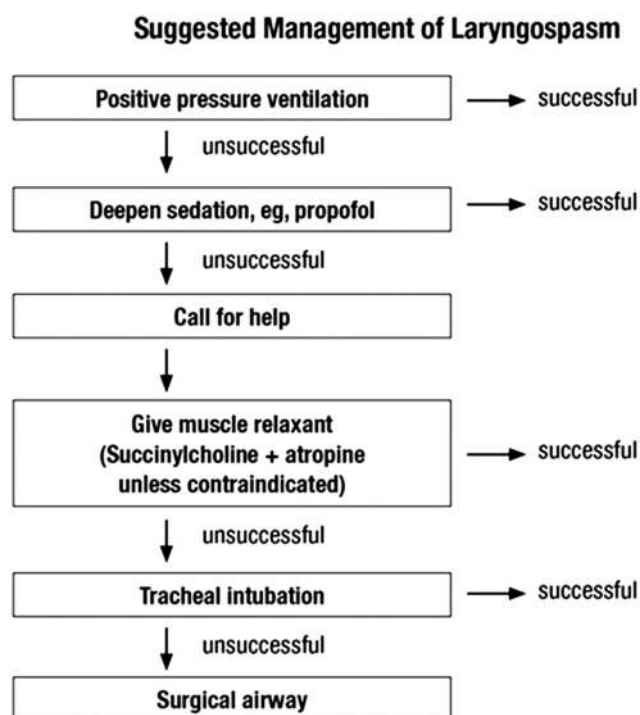 Suggested Management of Laryngospasm
Positive pressure ventilation
successful
unsuccessful
Deepen sedation, eg, propofol
successful
unsuccessful
Call for help
Give muscle relaxant
(Succinylcholine + atropine
unless contraindicated)
successful
unsuccessful
Tracheal intubation
successful
unsuccessful
Surgical airway